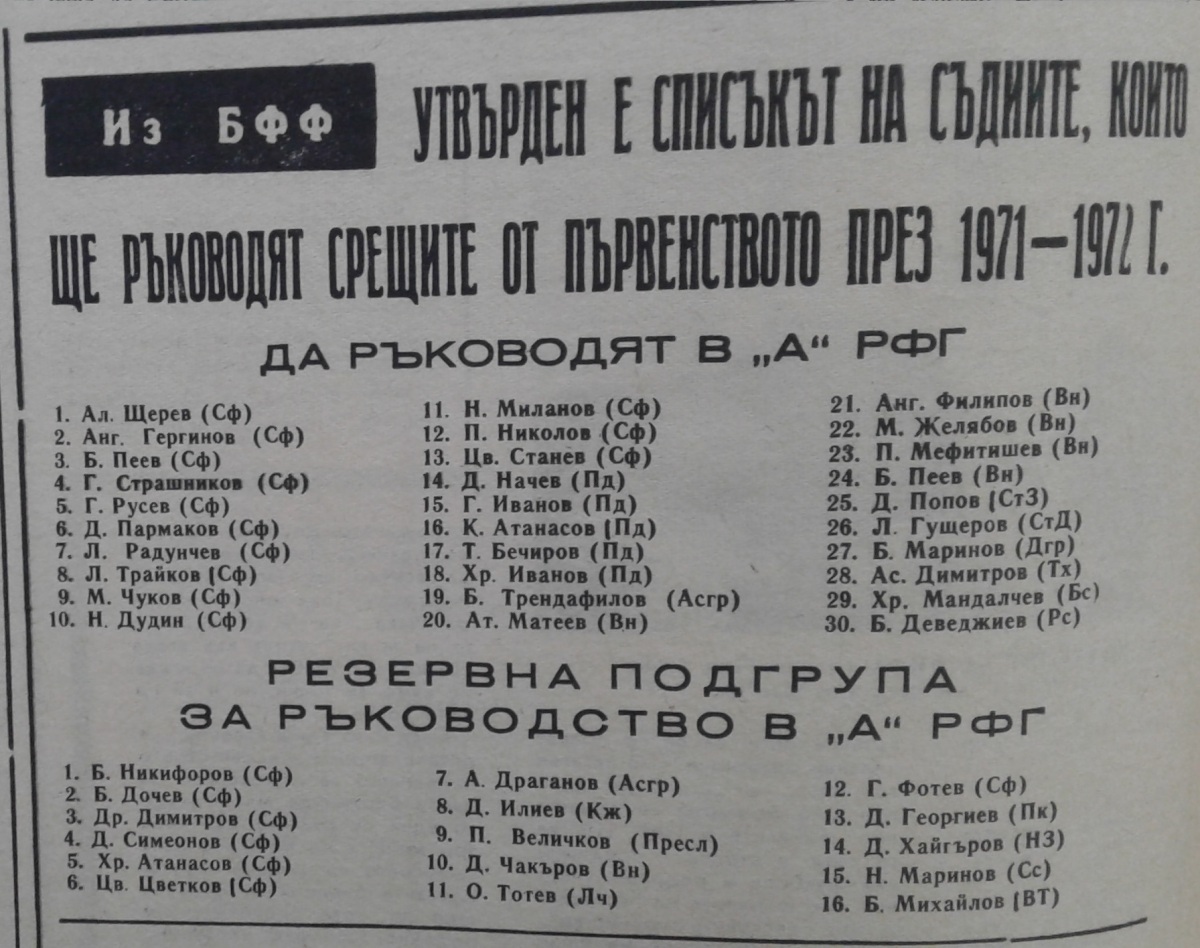 Из БФФ
УТВЪРДЕН Е СПИСЪКЪТ НА СЪДИИТЕ, КОИТО
ЩЕ РЪКОВОДЯТ СРЕЩИТЕ ОТ ПЪРВЕНСТВОТО ПРЕЗ 1971—1972 Г.
ДА РЪКОВОДЯТ В „А“ РФГ
1. Ал. Щерев (Сф)
2. Анг. Гергинов (Сф)
3. Б. Пеев (Сф)
4. Г. Страшников (Сф)
5. Г. Русев (Сф)
6. Д. Пармаков (Сф)
7. Л. Радунчев (Сф)
8. Л. Трайков (Сф)
9. М. Чуков (Сф)
10. Н. Дудин (Сф)
11. Н. Миланов (Сф)
12. П. Николов (Сф)
13. Цв. Станев (Сф)
14. Д. Начев (Пд)
15. Г. Иванов (Пд)
16. К. Атанасов (Пд)
17. Т. Бечиров (Пд)
18. Хр. Иванов (Пд)
19. Б. Трендафилов (Асгр)
20. Ат. Матеев (Вн)
21. Анг. Филипов (Вн)
22. М. Желябов (Вн)
23. П. Мефитишев (Вн)
24. Б. Пеев (Вн)
25. Д. Попов (СтЗ)
26. Л. Гущеров (СтД)
27. Б. Маринов (Дгр)
28. Ас. Димитров (Тх)
29. Хр. Мандалчев (Бс)
30. Б. Деведжиев (Рс)
РЕЗЕРВНА ПОДГРУПА
ЗА РЪКОВОДСТВО В „А“ РФГ
1. Б. Никифоров (Сф)
2. Б. Дочев (Сф)
3. Др. Димитров (Сф)
4. Д. Симеонов (Сф)
5. Хр. Атанасов (Сф)
6. Цв. Цветков (Сф)
7. А. Драганов (Асгр)
8. Д. Илиев (Кж)
9. П. Величков (Пресл)
10. Д. Чакъров (Вн)
11. О. Тотев (Лч)
12. Г. Фотев (Сф)
13. Д. Георгиев (Пк)
14. Д. Хайгъров (НЗ)
15. Н. Маринов (Сс)
16. Б. Михайлов (ВТ)